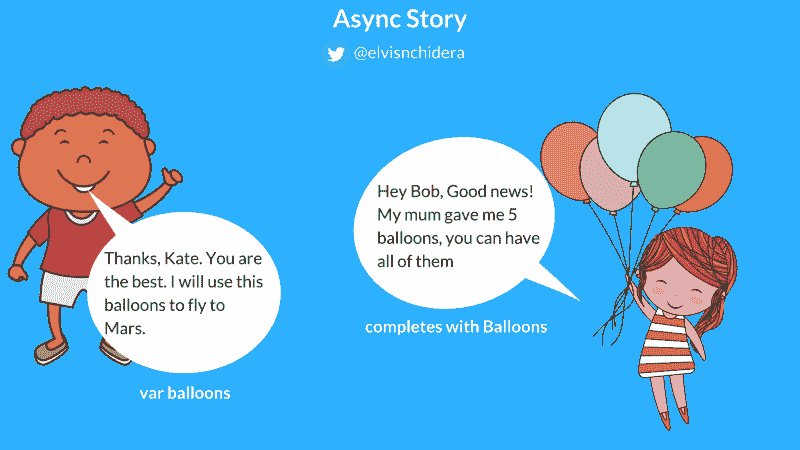 Async Story
@elvisnchidera
Hey Bob, Good news!
My mum gave me 5
balloons, you can have
all of them
completes with Balloons
Thanks, Kate. You are
the best. I will use this
balloons to fly to
Mars.
var balloons